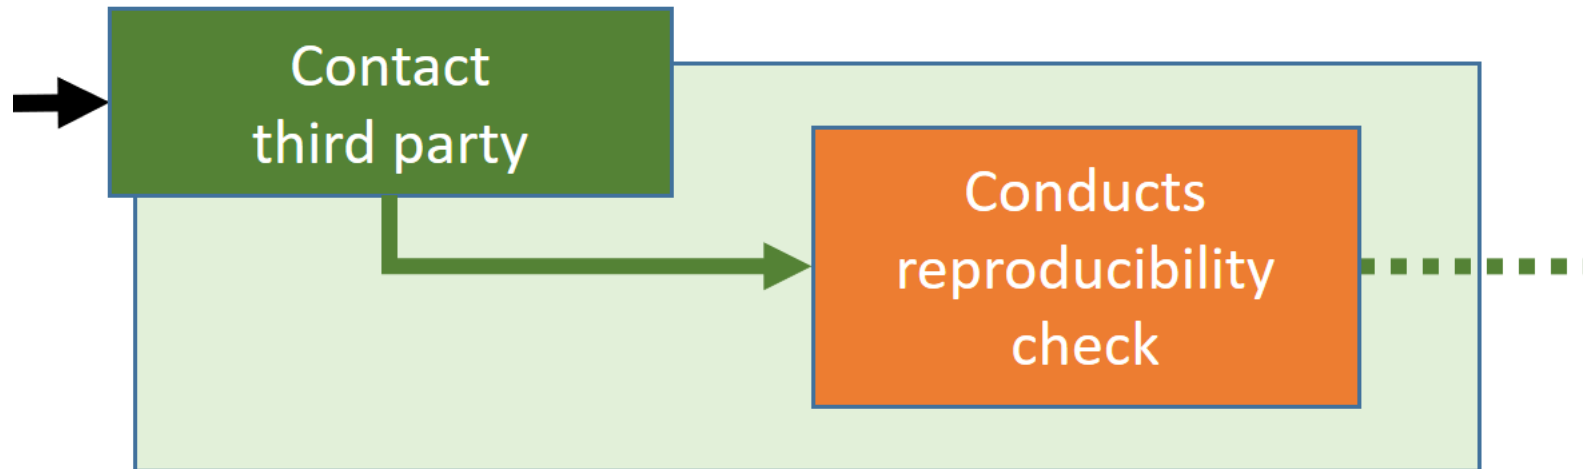 Contact
third party
Conducts
reproducibility
check